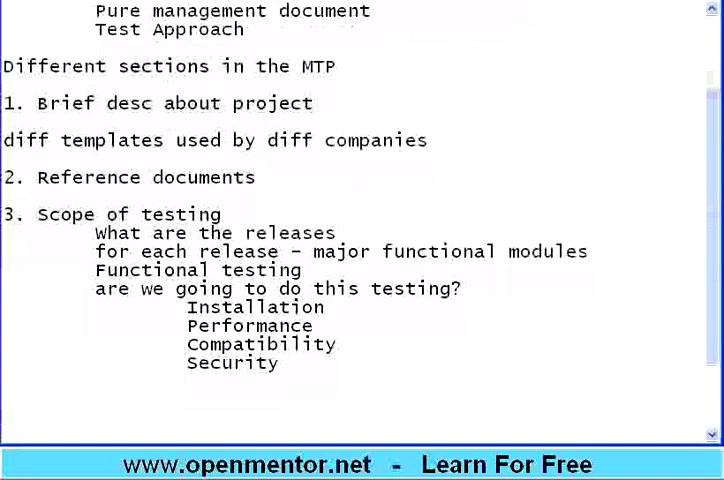 Pure management document
Test Approach
Different sections in the MTP
1. Brief desc about project
diff templates used by diff companies
2. Reference documents
3. Scope of testing
What are the releases
for each release - major functional modules
Functional testing
are we going to do this testing?
Installation
Performance
Compatibility
Security
www.openmentor.net - Learn For Free